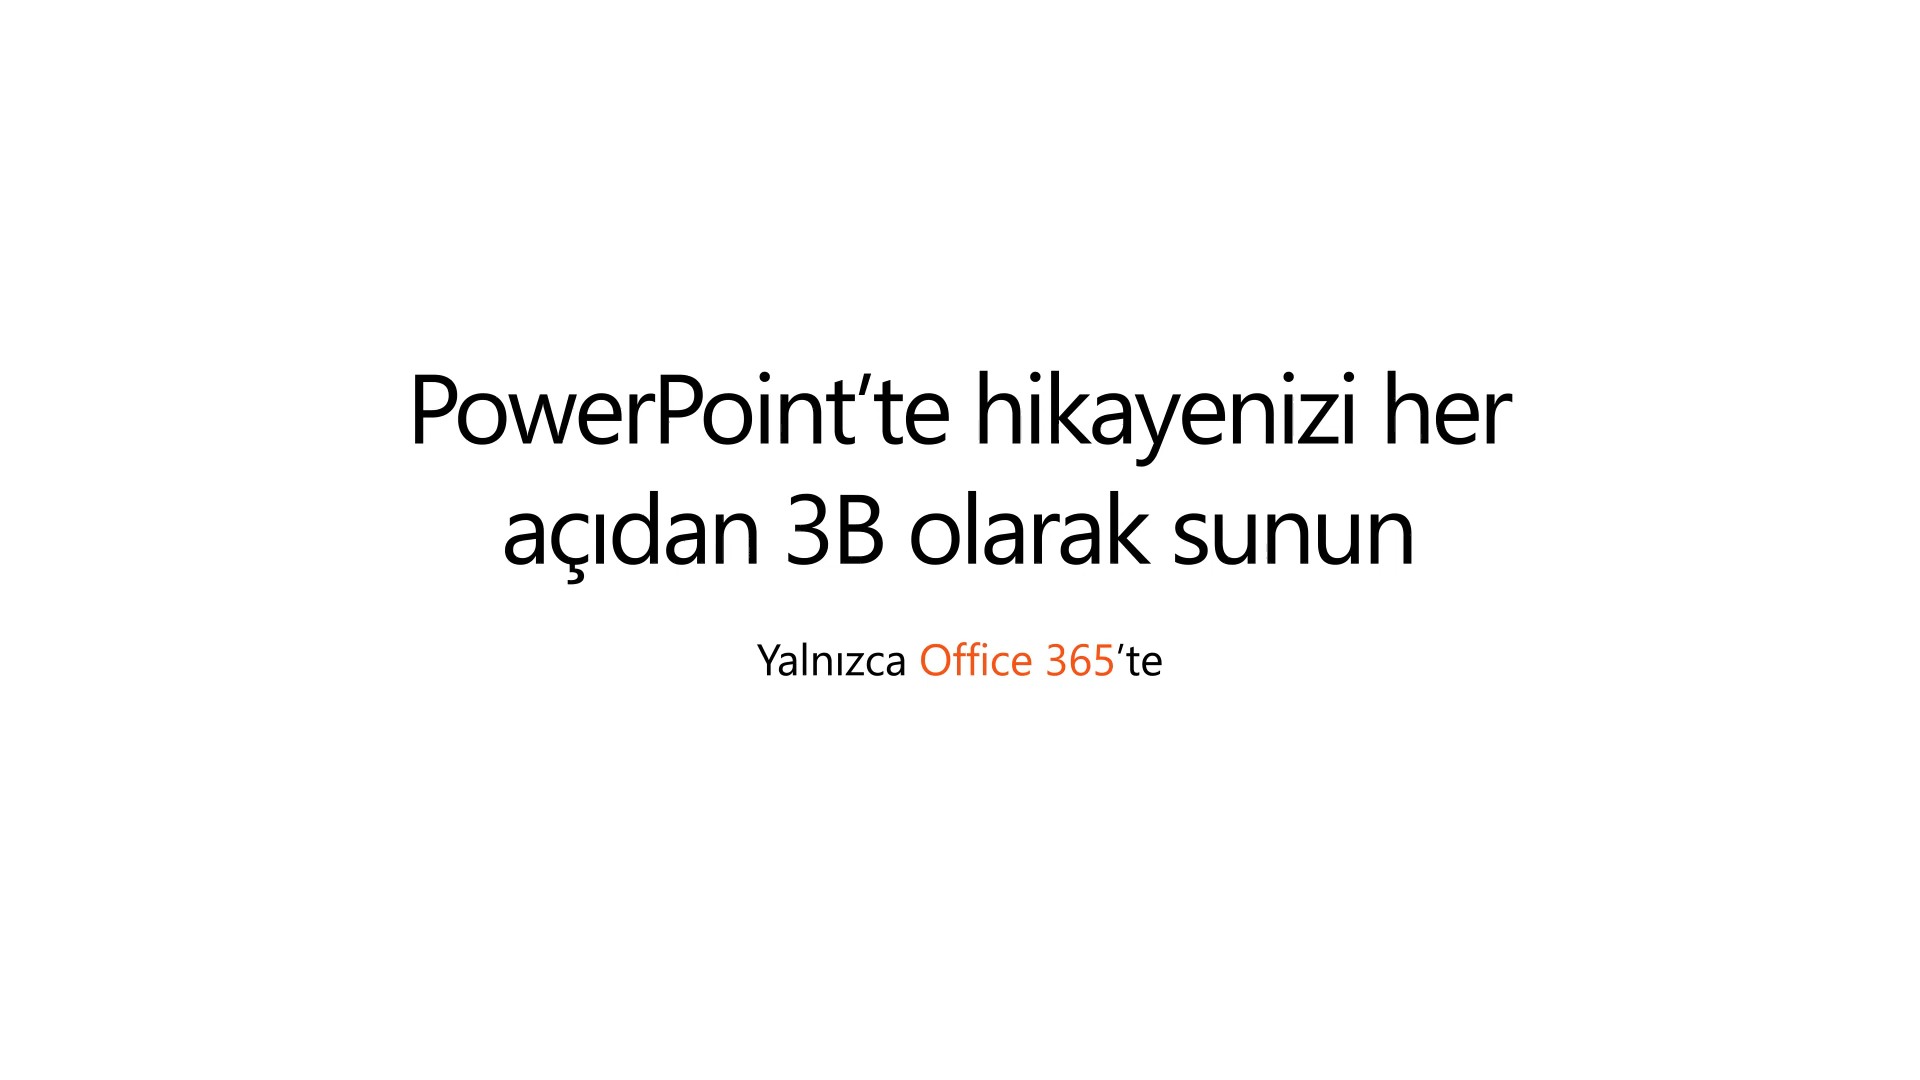 PowerPoint’te hikayenizi her
açıdan 3B olarak sunun
Yalnızca Office 365’te